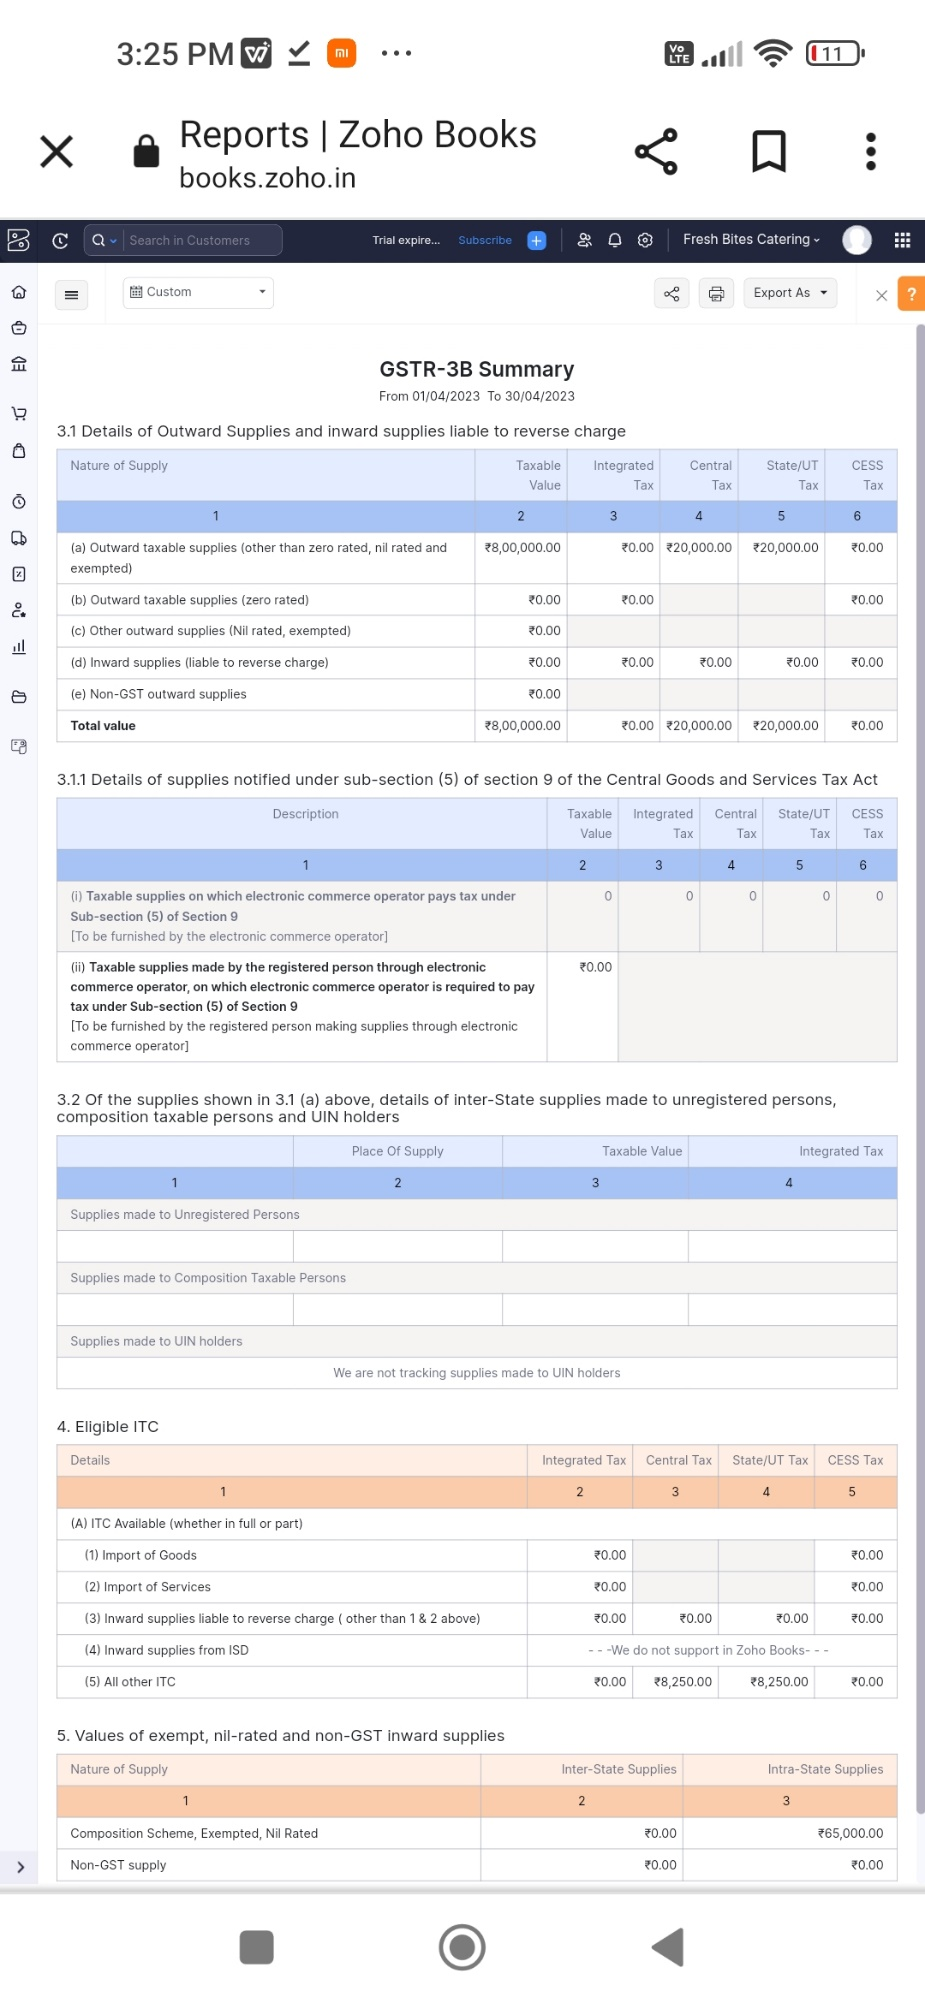 3:25 PM
Vo
LTE
11
Reports | Zoho Books
books.zoho.in
Search in Customers
Trial expire...
Subscribe
Fresh Bites Catering
Custom
Export As
?
GSTR-3B Summary
From 01/04/2023 To 30/04/2023
3.1 Details of Outward Supplies and inward supplies liable to reverse charge
Nature of Supply Taxable Value Integrated Tax Central Tax State/UT Tax CESS Tax
1 2 3 4 5 6
(a) Outward taxable supplies (other than zero rated, nil rated and exempted) ₹8,00,000.00 ₹0.00 ₹20,000.00 ₹20,000.00 ₹0.00
(b) Outward taxable supplies (zero rated) ₹0.00 ₹0.00 ₹0.00
(c) Other outward supplies (Nil rated, exempted) ₹0.00
(d) Inward supplies (liable to reverse charge) ₹0.00 ₹0.00 ₹0.00 ₹0.00 ₹0.00
(e) Non-GST outward supplies ₹0.00
Total value ₹8,00,000.00 ₹0.00 ₹20,000.00 ₹20,000.00 ₹0.00
3.1.1 Details of supplies notified under sub-section (5) of section 9 of the Central Goods and Services Tax Act
Description Taxable Value Integrated Tax Central Tax State/UT Tax CESS Tax
1 2 3 4 5 6
(i) Taxable supplies on which electronic commerce operator pays tax under 0 0 0 0 0
Sub-section (5) of Section 9
[To be furnished by the electronic commerce operator]
(ii) Taxable supplies made by the registered person through electronic ₹0.00
commerce operator, on which electronic commerce operator is required to pay
tax under Sub-section (5) of Section 9
[To be furnished by the registered person making supplies through electronic
commerce operator]
3.2 Of the supplies shown in 3.1 (a) above, details of inter-State supplies made to unregistered persons,
composition taxable persons and UIN holders
Place Of Supply Taxable Value Integrated Tax
1 2 3 4
Supplies made to Unregistered Persons
Supplies made to Composition Taxable Persons
Supplies made to UIN holders
We are not tracking supplies made to UIN holders
4. Eligible ITC
Details Integrated Tax Central Tax State/UT Tax CESS Tax
1 2 3 4 5
(A) ITC Available (whether in full or part)
(1) Import of Goods ₹0.00 ₹0.00
(2) Import of Services ₹0.00 ₹0.00
(3) Inward supplies liable to reverse charge ( other than 1 & 2 above) ₹0.00 ₹0.00 ₹0.00 ₹0.00
(4) Inward supplies from ISD - - -We do not support in Zoho Books- - -
(5) All other ITC ₹0.00 ₹8,250.00 ₹8,250.00 ₹0.00
5. Values of exempt, nil-rated and non-GST inward supplies
Nature of Supply Inter-State Supplies Intra-State Supplies
1 2 3
Composition Scheme, Exempted, Nil Rated ₹0.00 ₹65,000.00
Non-GST supply ₹0.00 ₹0.00